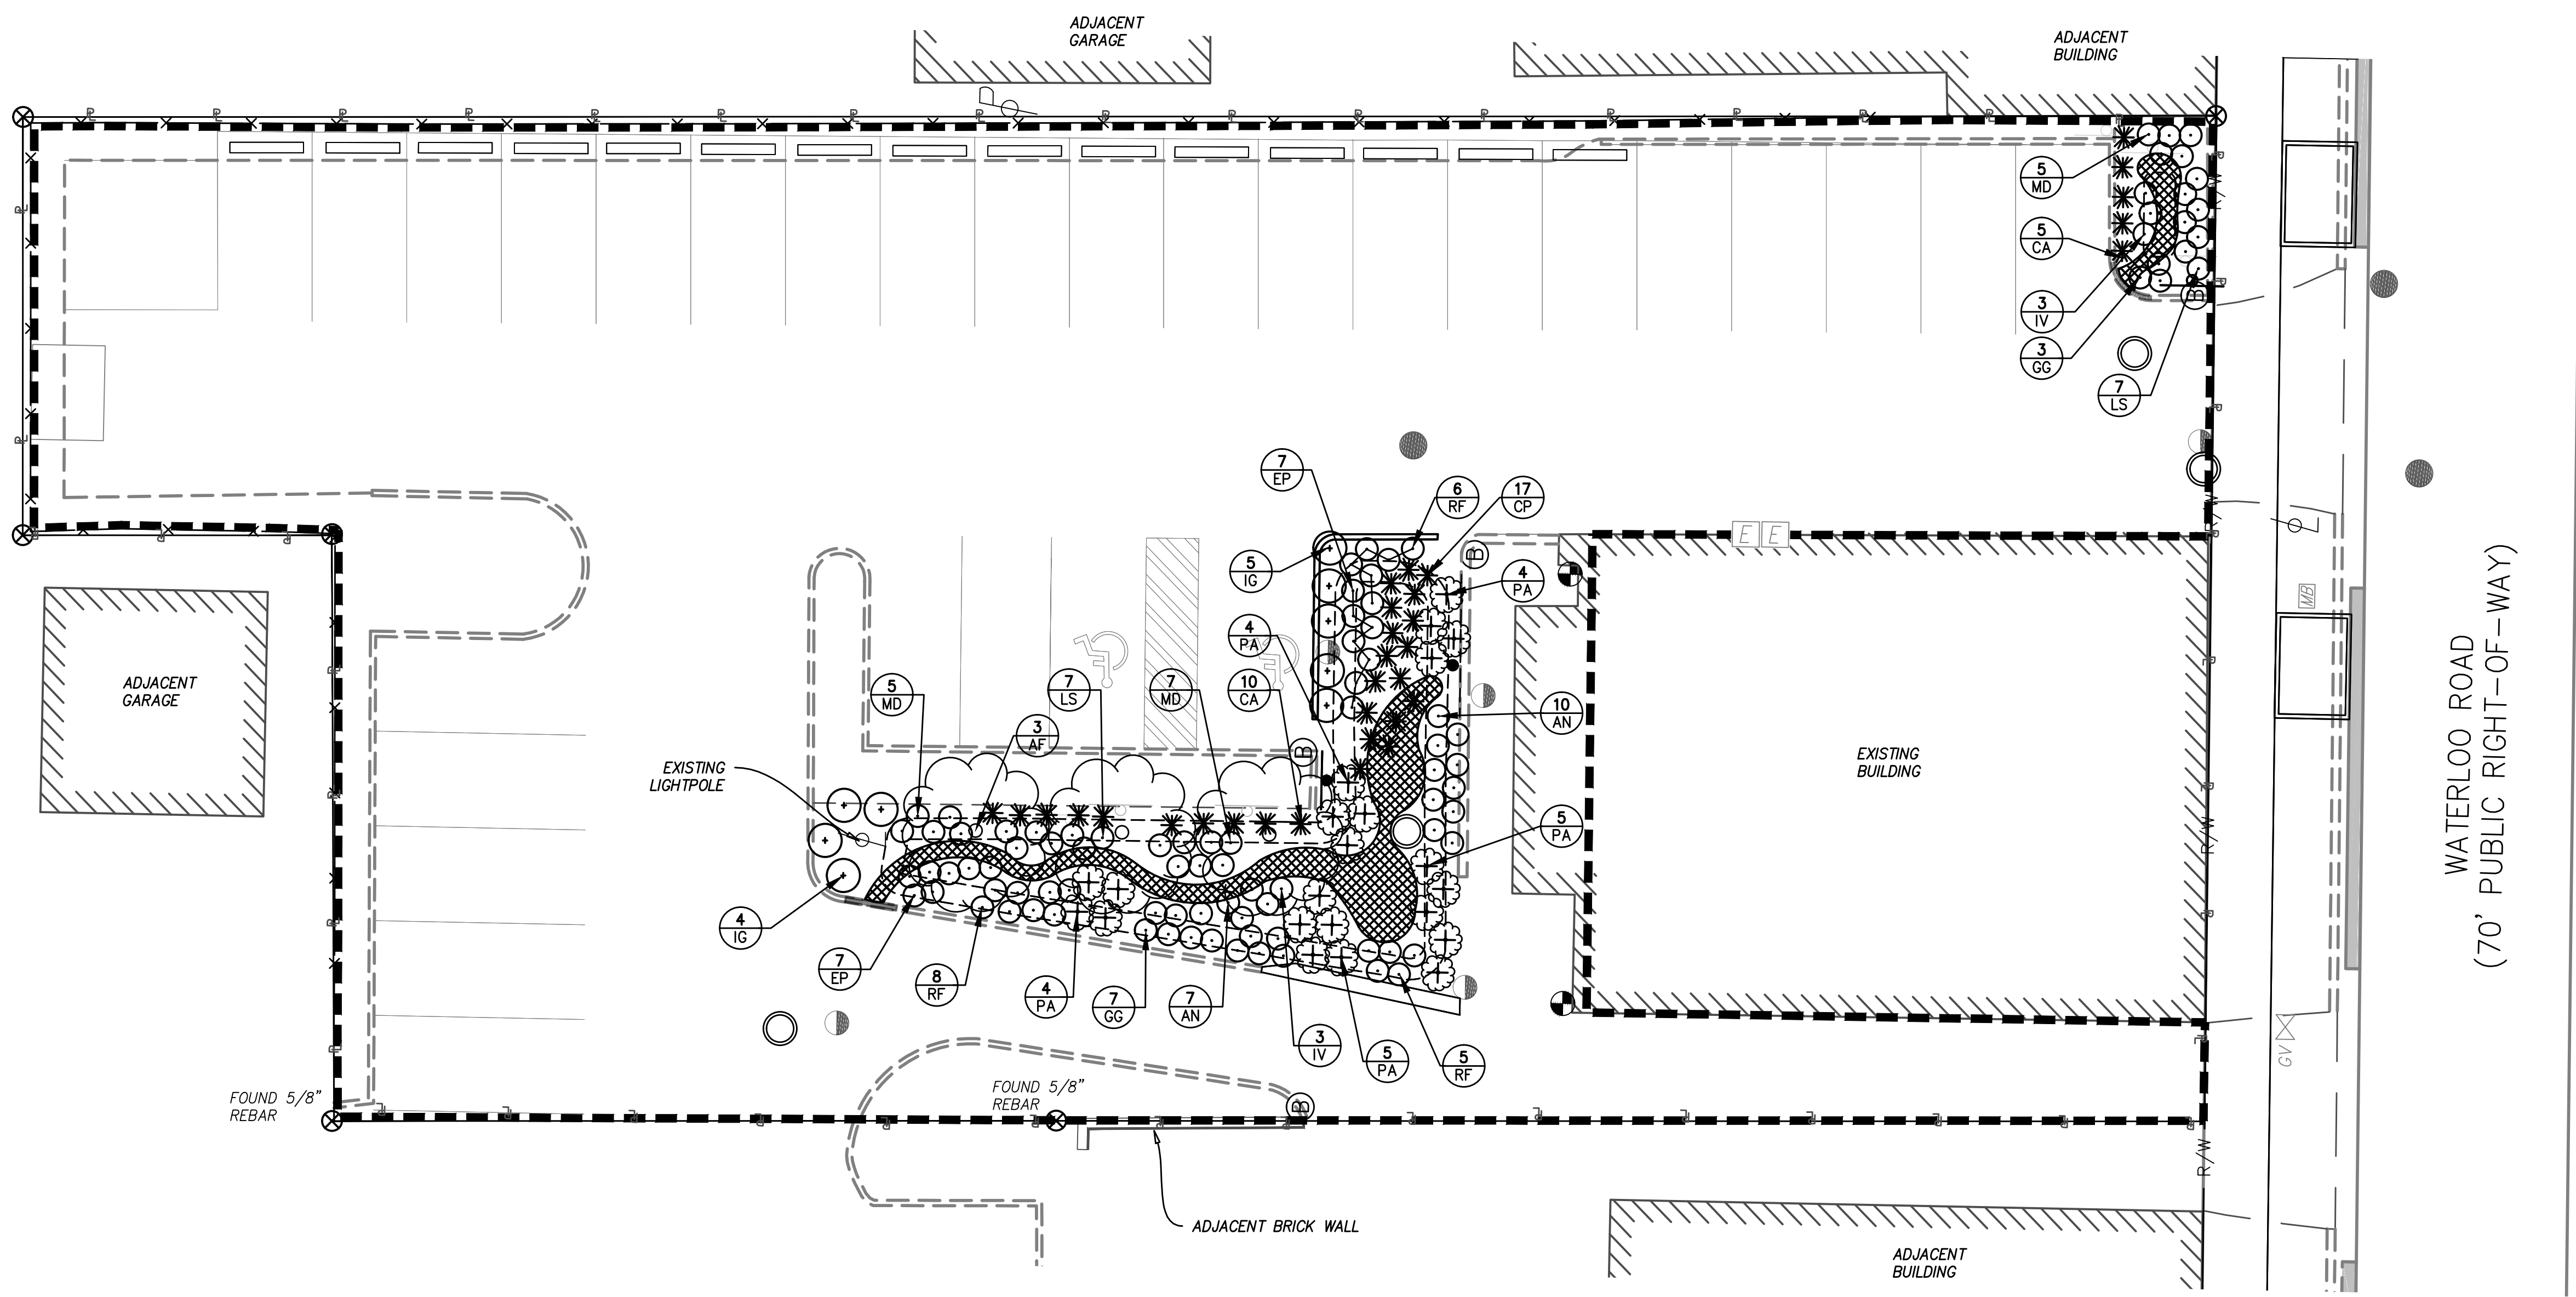 ADJACENT
GARAGE
ADJACENT
BUILDING
5
MD
5
CA
3
IV
3
GG
7
LS
R/W
B
7
EP
6
RF
17
CP
R/W
E E
B
5
IG
4
PA
4
PA
MB
WATERLOO ROAD
(70' PUBLIC RIGHT-OF-WAY)
ADJACENT
GARAGE
5
MD
7
LS
7
MD
10
CA
10
AN
3
AF
B
EXISTING
LIGHTPOLE
EXISTING
BUILDING
5
PA
R/W
4
IG
7
EP
8
RF
4
PA
7
GG
7
AN
3
IV
5
PA
5
RF
GV
FOUND 5/8"
REBAR
FOUND 5/8"
REBAR
B
R/W
ADJACENT BRICK WALL
ADJACENT
BUILDING